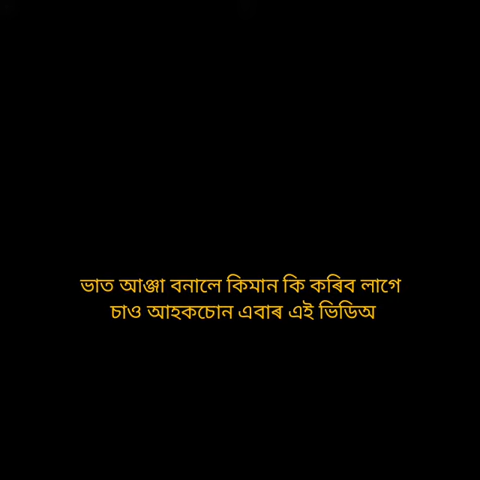 ভাত আঞ্জা বনালে কিমান কি কৰিব লাগে
চাও আহকচোন এবাৰ এই ভিডিঅ